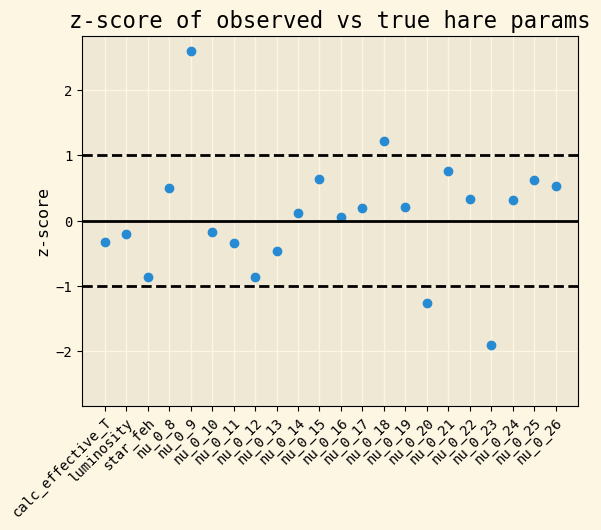 z-score of observed vs true hare params
z-score
2
1
0
−1
−2
calc_effective_T
luminosity
star_feh
nu_0_8
nu_0_9
nu_0_10
nu_0_11
nu_0_12
nu_0_13
nu_0_14
nu_0_15
nu_0_16
nu_0_17
nu_0_18
nu_0_19
nu_0_20
nu_0_21
nu_0_22
nu_0_23
nu_0_24
nu_0_25
nu_0_26